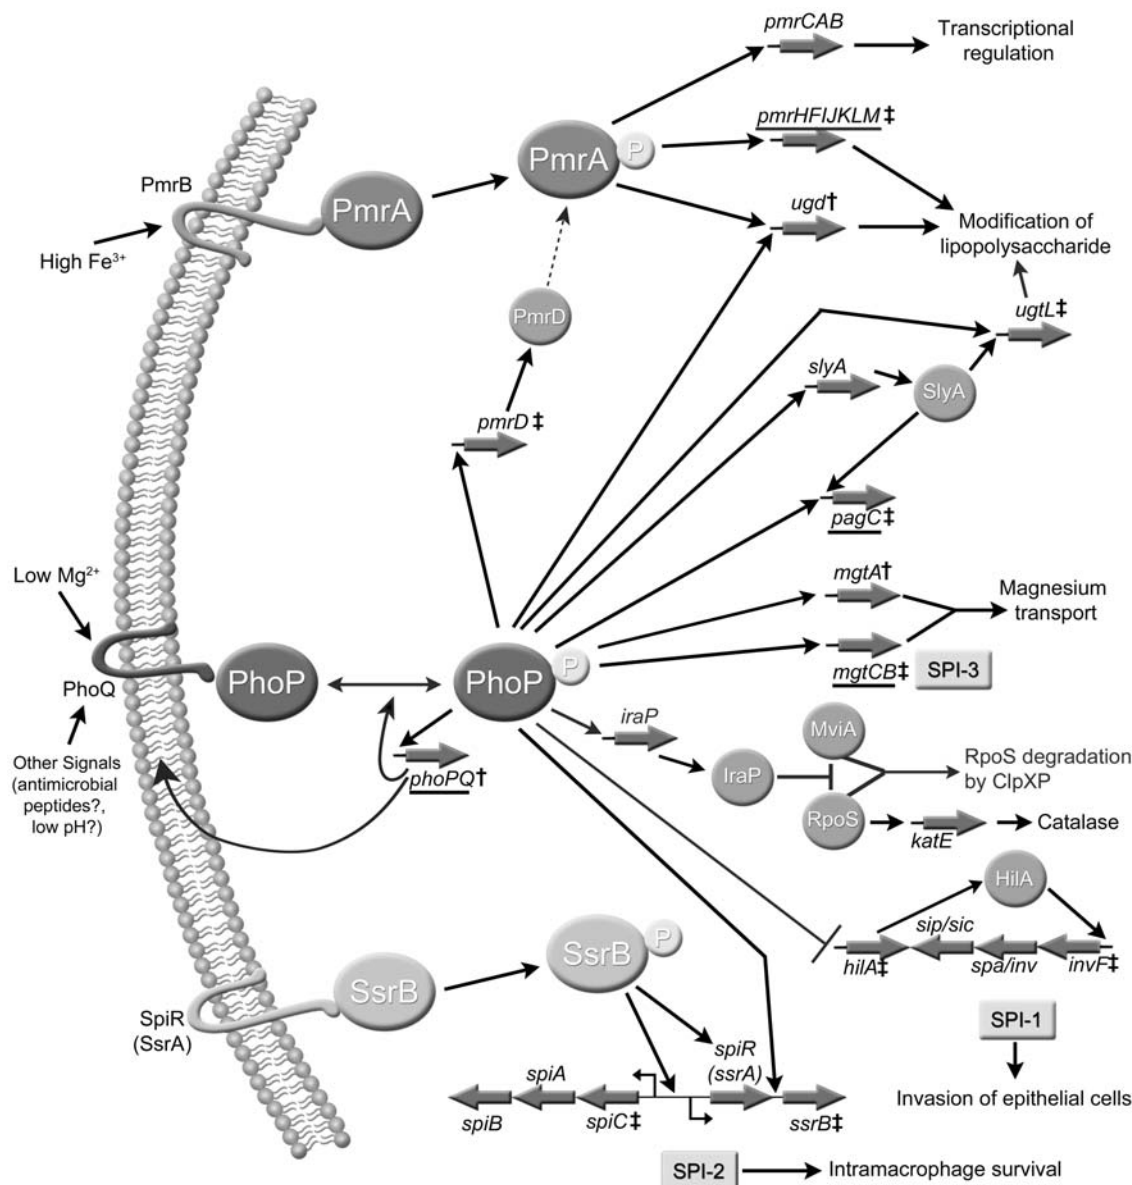 pmrCAB
Transcriptional
regulation
pmrHFIJKLM‡
PmrA
P
PmrB
PmrA
ugd†
High Fe³⁺
Modification of
lipopolysaccharide
PmrD
ugtL‡
slyA
SlyA
pmrD‡
pagC‡
Low Mg²⁺
mgtA†
Magnesium
transport
mgtCB‡
SPI-3
PhoQ
PhoP
PhoP
P
Other Signals
(antimicrobial
peptides?,
low pH?)
phoPQ†
iraP
IraP
MviA
RpoS degradation
by ClpXP
RpoS
katE
Catalase
HilA
sip/sic
hilA‡
spa/inv
invF‡
SPI-1
Invasion of epithelial cells
SpiR
(SsrA)
SsrB
SsrB
P
spiR
(ssrA)
spiA
spiB
spiC‡
ssrB‡
SPI-2
Intramacrophage survival